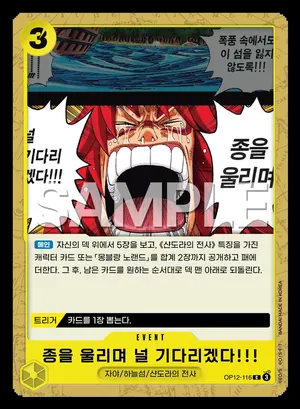 3
폭풍 속에서도
이 섬을 잃지
않도록!!!
널
기다리
겠다!!!
종을
울리며
SAMPLE
메인 자신의 덱 위에서 5장을 보고, 《샨도라의 전사》 특징을 가진
캐릭터 카드 또는 「몽블랑 노랜드」를 합계 2장까지 공개하고 패에
더한다. 그 후, 남은 카드를 원하는 순서대로 덱 맨 아래로 되돌린다.
트리거 카드를 1장 뽑는다.
EVENT
종을 울리며 널 기다리겠다!!!
자야/하늘섬/샨도라의 전사
OP12-116 C